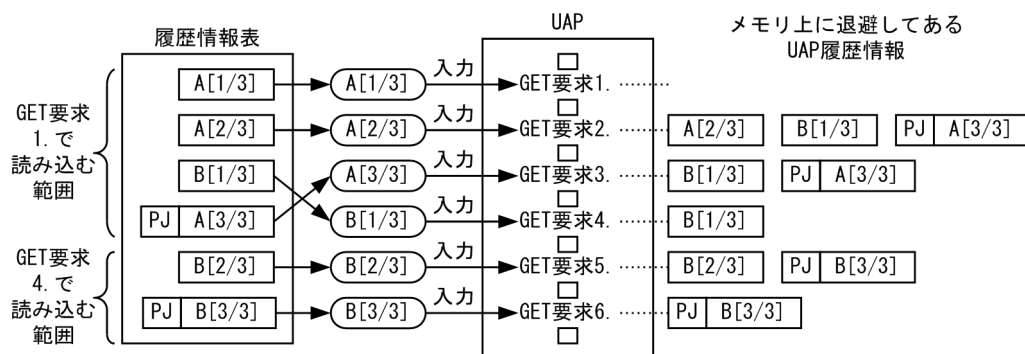 履歴情報表
UAP
メモリ上に退避してある
UAP履歴情報
GET要求
1. で
読み込む
範囲
A[1/3] A[1/3] 入力 GET要求1. ………
A[2/3] A[2/3] 入力 GET要求2. ……… A[2/3] B[1/3] PJ A[3/3]
B[1/3] A[3/3] 入力 GET要求3. ……… B[1/3] PJ A[3/3]
PJ A[3/3] B[1/3] 入力 GET要求4. ……… B[1/3]
GET要求
4. で
読み込む
範囲
B[2/3] B[2/3] 入力 GET要求5. ……… B[2/3] PJ B[3/3]
PJ B[3/3] B[3/3] 入力 GET要求6. ……… PJ B[3/3]